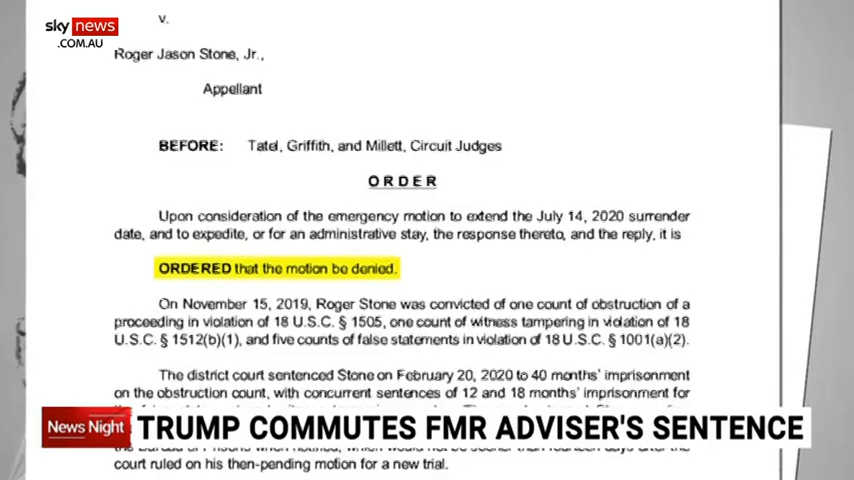 sky news
.COM.AU
v.
Roger Jason Stone, Jr.,
Appellant
BEFORE: Tatel, Griffith, and Millett, Circuit Judges
ORDER
Upon consideration of the emergency motion to extend the July 14, 2020 surrender
date, and to expedite, or for an administrative stay, the response thereto, and the reply, it is
ORDERED that the motion be denied.
On November 15, 2019, Roger Stone was convicted of one count of obstruction of a
proceeding in violation of 18 U.S.C. § 1505, one count of witness tampering in violation of 18
U.S.C. § 1512(b)(1), and five counts of false statements in violation of 18 U.S.C. § 1001(a)(2).
The district court sentenced Stone on February 20, 2020 to 40 months' imprisonment
on the obstruction count, with concurrent sentences of 12 and 18 months' imprisonment for
News Night
TRUMP COMMUTES FMR ADVISER'S SENTENCE
court ruled on his then-pending motion for a new trial.